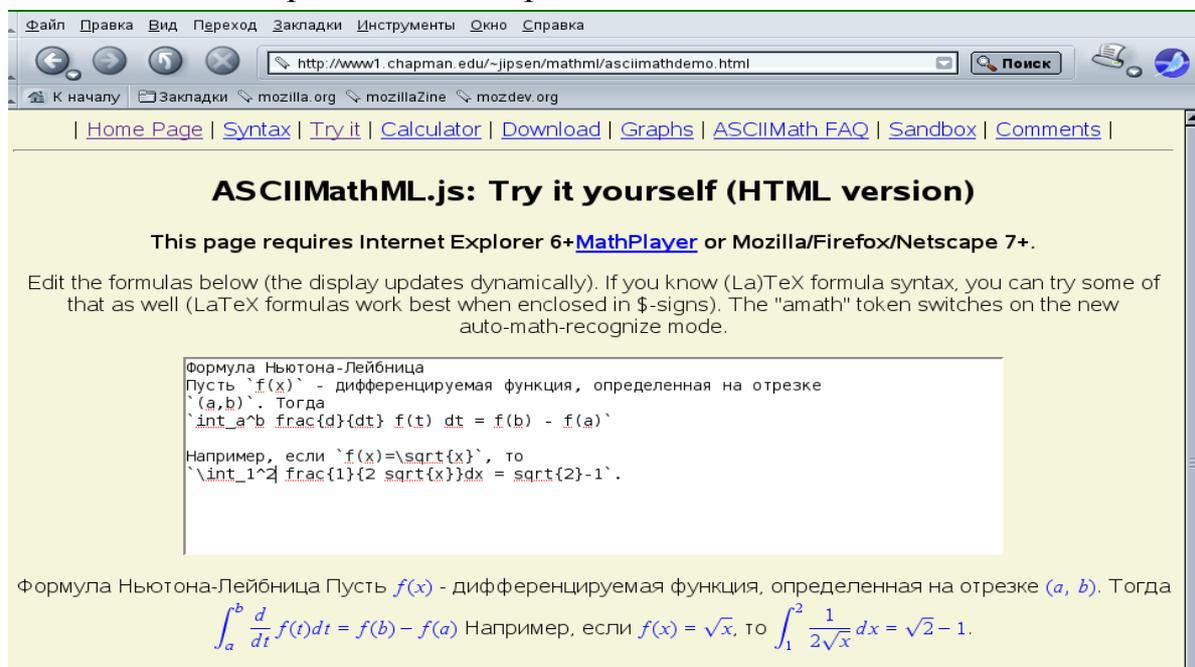 Файл Правка Вид Переход Закладки Инструменты Окно Справка
http://www1.chapman.edu/~jipsen/mathml/asciimathdemo.html Поиск
К началу Закладки mozilla.org mozillaZine mozdev.org
| Home Page | Syntax | Try it | Calculator | Download | Graphs | ASCIIMath FAQ | Sandbox | Comments |
ASCIIMathML.js: Try it yourself (HTML version)
This page requires Internet Explorer 6+MathPlayer or Mozilla/Firefox/Netscape 7+.
Edit the formulas below (the display updates dynamically). If you know (La)TeX formula syntax, you can try some of
that as well (LaTeX formulas work best when enclosed in $-signs). The "amath" token switches on the new
auto-math-recognize mode.
Формула Ньютона-Лейбница
Пусть `f(x)` - дифференцируемая функция, определенная на отрезке
`(a,b)`. Тогда
`int_a^b frac{d}{dt} f(t) dt = f(b) - f(a)`
Например, если `f(x)=\sqrt{x}`, то
`\int_1^2 frac{1}{2 sqrt{x}}dx = sqrt{2}-1`.
Формула Ньютона-Лейбница Пусть f(x) - дифференцируемая функция, определенная на отрезке (a, b). Тогда
∫_a^b d/dt f(t)dt = f(b) − f(a) Например, если f(x) = √x, то ∫_1^2 1/(2√x) dx = √2 − 1.